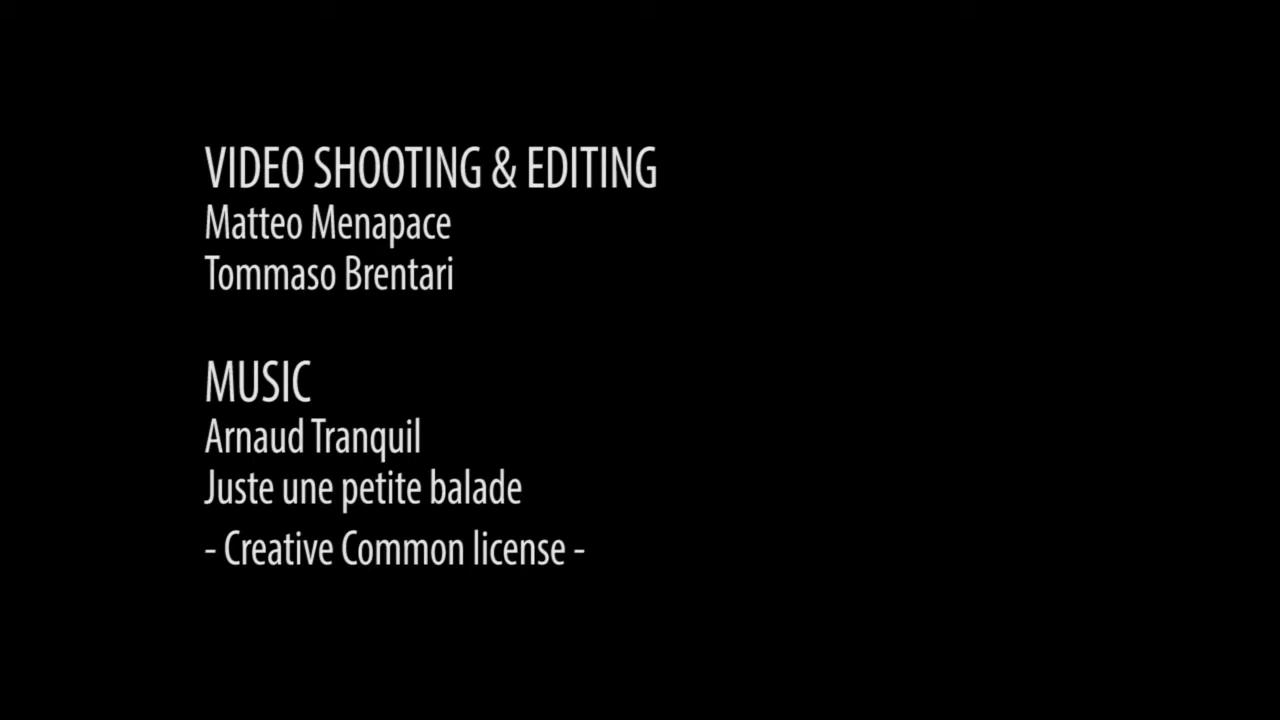 VIDEO SHOOTING & EDITING
Matteo Menapace
Tommaso Brentari
MUSIC
Arnaud Tranquil
Juste une petite balade
- Creative Common license -